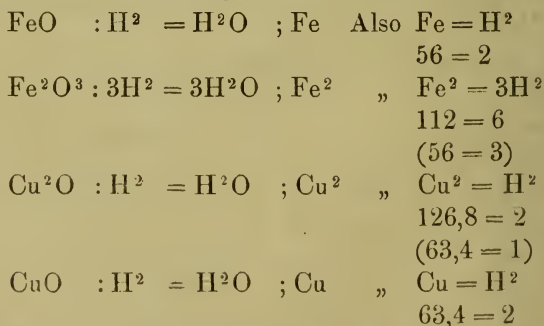 FeO : H² = H²O ; Fe Also Fe = H²
56 = 2
Fe²O³ : 3H² = 3H²O ; Fe² „ Fe² = 3H²
112 = 6
(56 = 3)
Cu²O : H² = H²O ; Cu² „ Cu² = H²
126,8 = 2
(63,4 = 1)
CuO : H² = H²O ; Cu „ Cu = H²
63,4 = 2